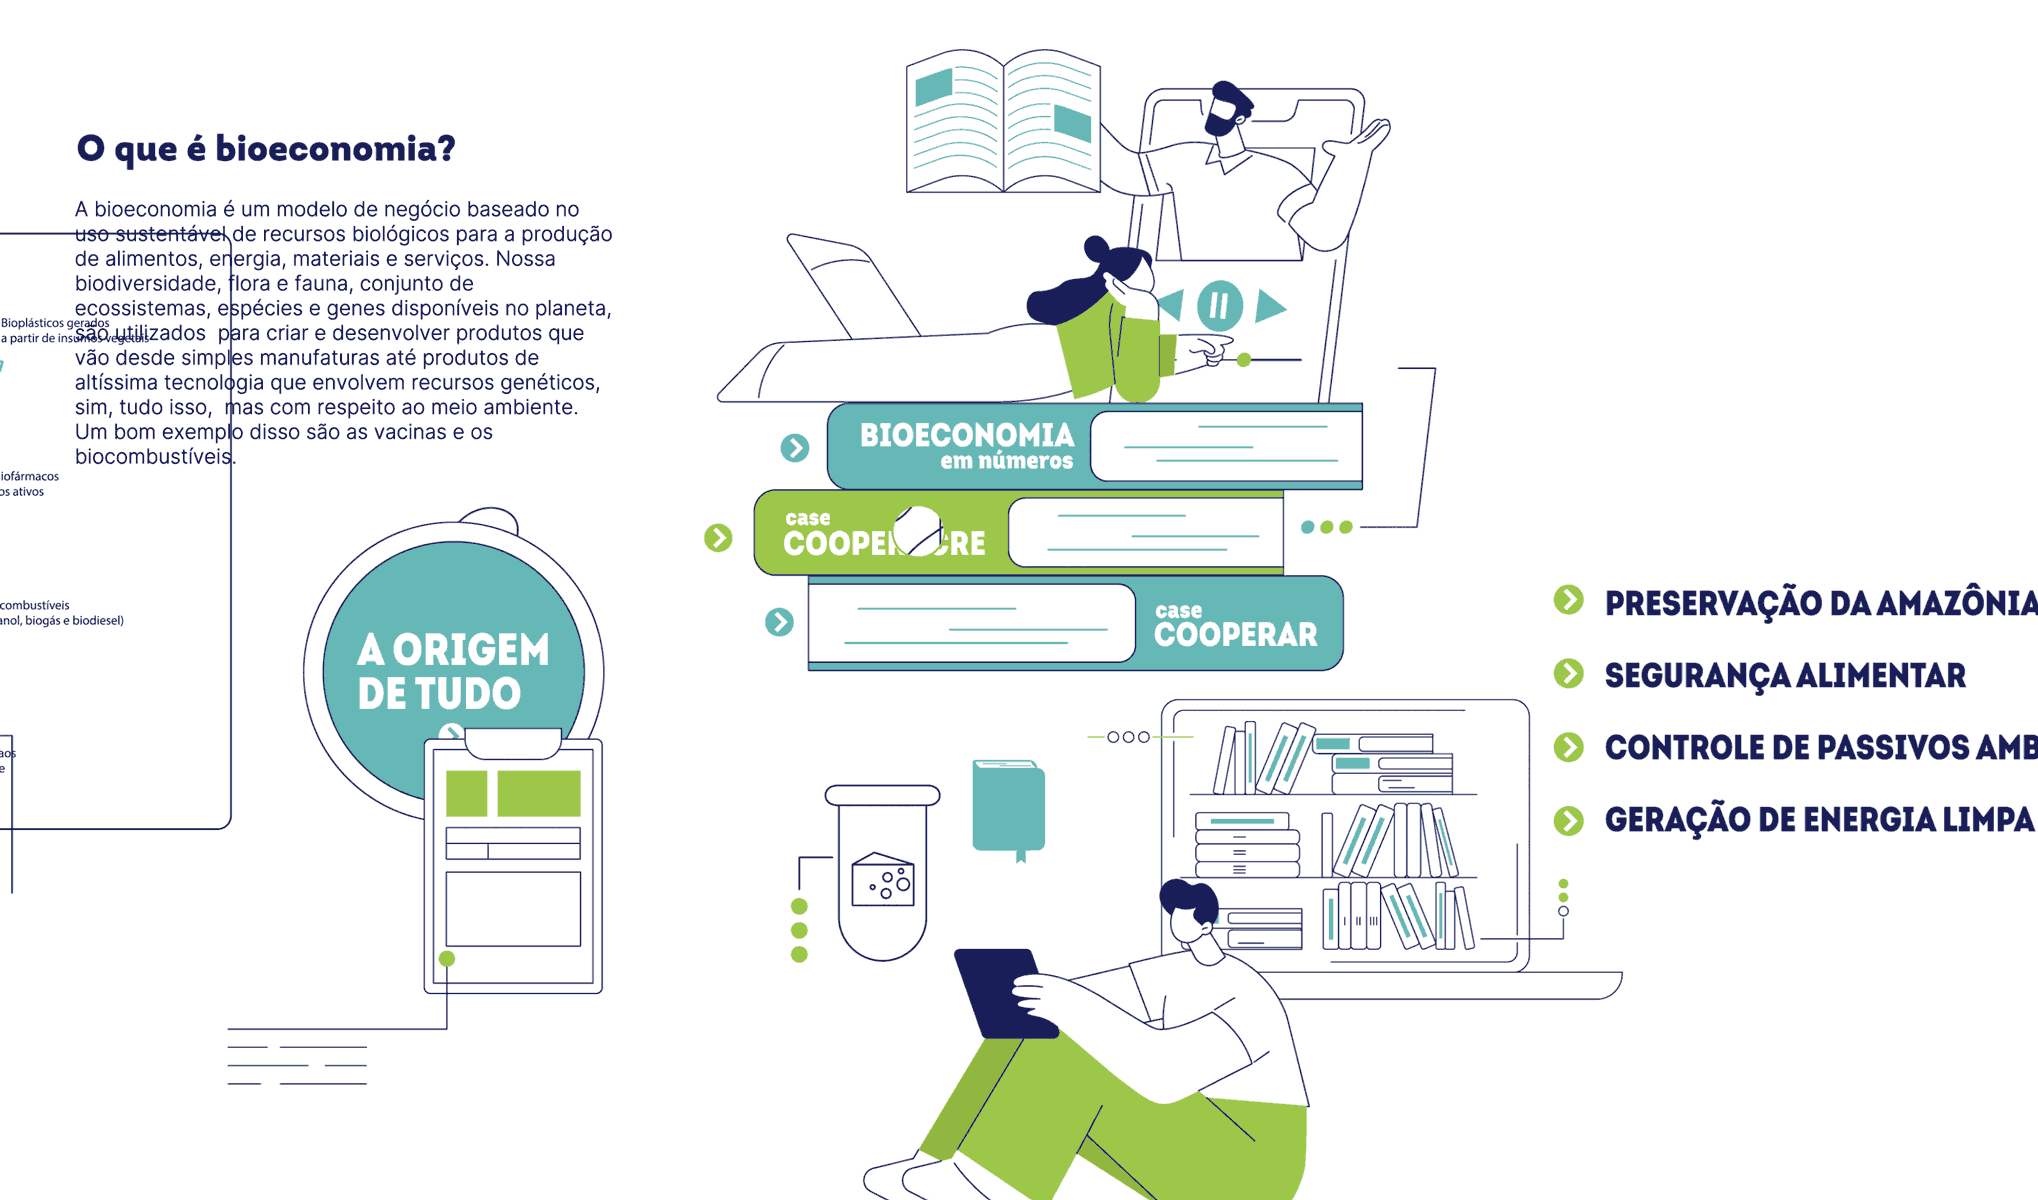 O que é bioeconomia?
A bioeconomia é um modelo de negócio baseado no
uso sustentável de recursos biológicos para a produção
de alimentos, energia, materiais e serviços. Nossa
biodiversidade, flora e fauna, conjunto de
ecossistemas, espécies e genes disponíveis no planeta,
são utilizados para criar e desenvolver produtos que
vão desde simples manufaturas até produtos de
altíssima tecnologia que envolvem recursos genéticos,
sim, tudo isso, mas com respeito ao meio ambiente.
Um bom exemplo disso são as vacinas e os
biocombustíveis.
Bioplásticos gerados
a partir de insumos vegetais
iofármacos
os ativos
combustíveis
anol, biogás e biodiesel)
aos
e
A ORIGEM
DE TUDO
BIOECONOMIA
em números
case
case
COOPERAR
PRESERVAÇÃO DA AMAZÔNIA
SEGURANÇA ALIMENTAR
CONTROLE DE PASSIVOS AMB
GERAÇÃO DE ENERGIA LIMPA